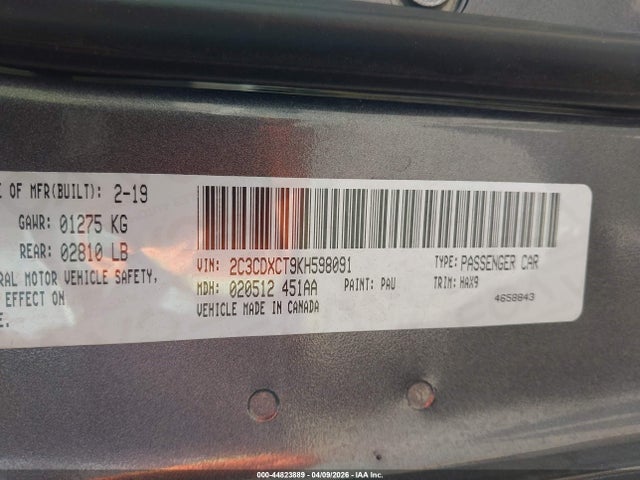 E OF MFR(BUILT): 2-19
GAWR: 01275 KG
REAR: 02810 LB
RAL MOTOR VEHICLE SAFETY,
EFFECT ON
E.
VIN: 2C3CDXCT9KH598091 TYPE: PASSENGER CAR
MDH: 020512 451AA PAINT: PAU TRIM: HAX9
VEHICLE MADE IN CANADA 4658843
000-44823889 - 04/09/2026 - © IAA, Inc.